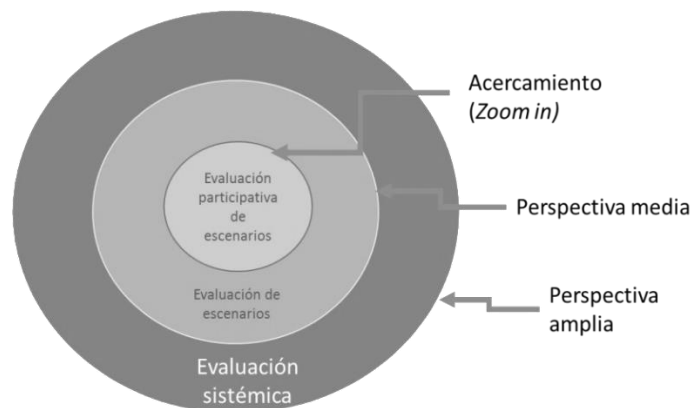 Evaluación
participativa
de
escenarios
Evaluación de
escenarios
Evaluación
sistémica
Acercamiento
(Zoom in)
Perspectiva media
Perspectiva
amplia